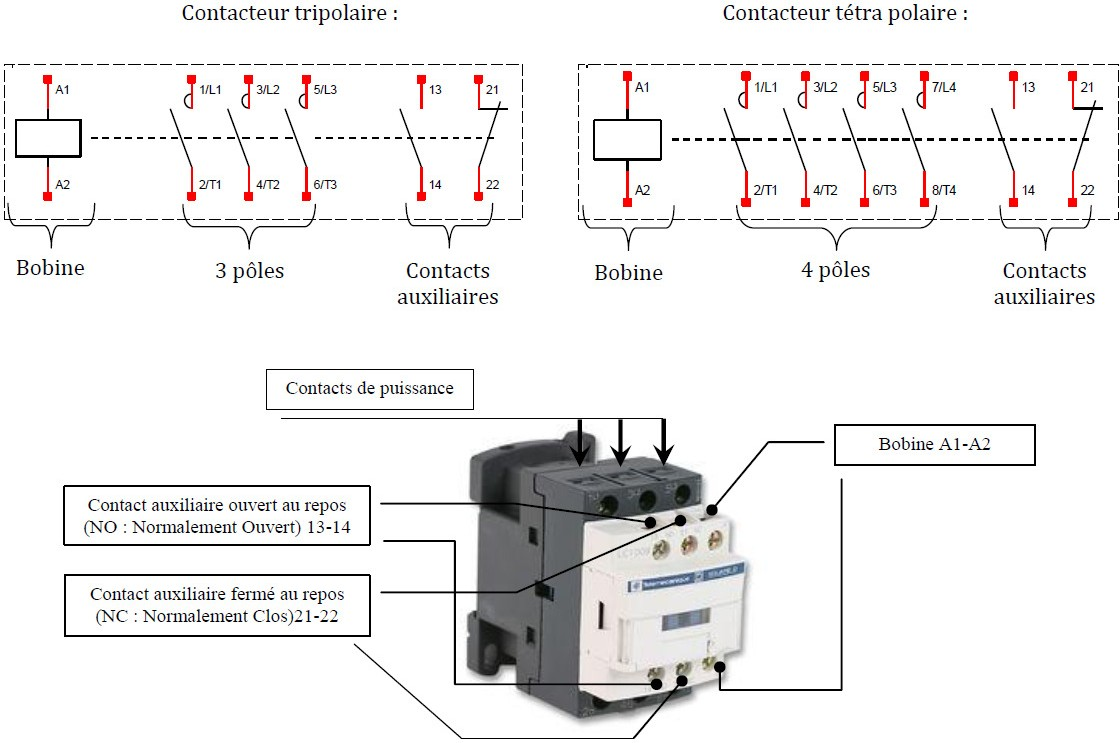 Contacteur tripolaire :
Contacteur tétra polaire :
A1
1/L1
3/L2
5/L3
13
21
A2
2/T1
4/T2
6/T3
14
22
Bobine
3 pôles
Contacts
auxiliaires
A1
1/L1
3/L2
5/L3
7/L4
13
21
A2
2/T1
4/T2
6/T3
8/T4
14
22
Bobine
4 pôles
Contacts
auxiliaires
Contacts de puissance
Bobine A1-A2
Contact auxiliaire ouvert au repos
(NO : Normalement Ouvert) 13-14
Contact auxiliaire fermé au repos
(NC : Normalement Clos)21-22
Telemecanique